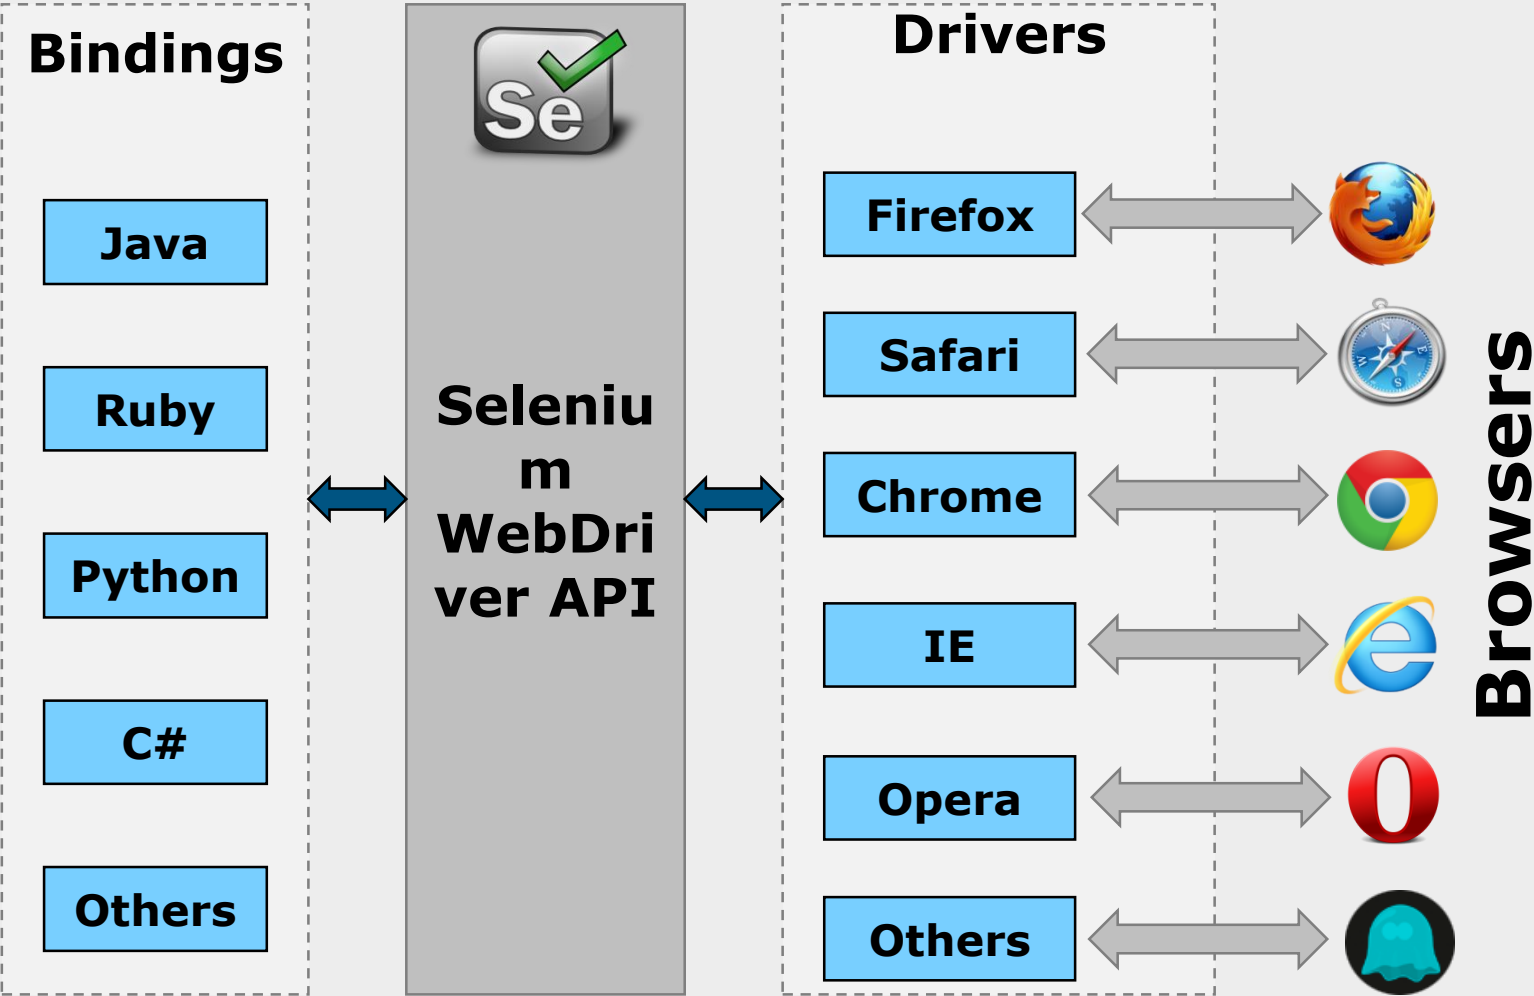 Bindings
Java
Ruby
Python
C#
Others
Se
Seleniu
m
WebDri
ver API
Drivers
Firefox
Safari
Chrome
IE
Opera
Others
N
E
S
W
Browsers